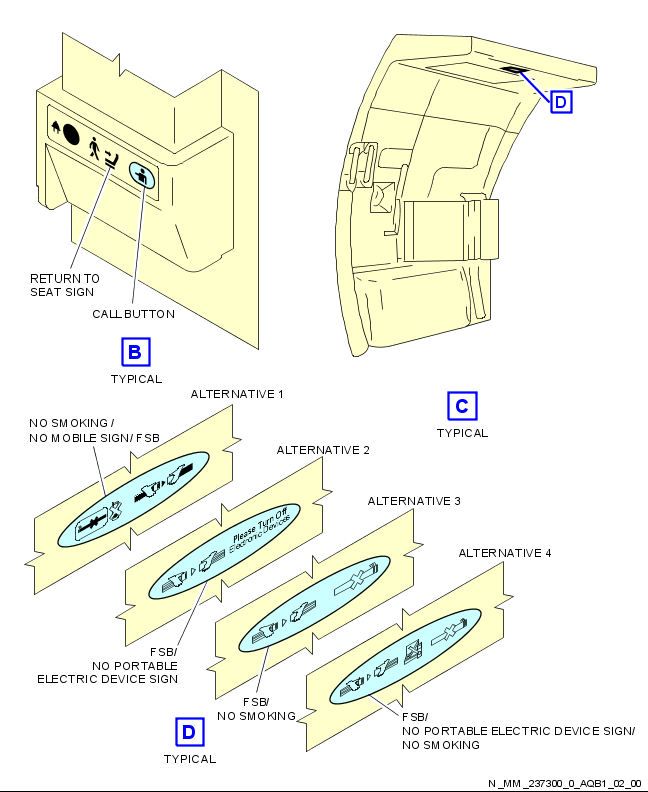 D
RETURN TO
SEAT SIGN
CALL BUTTON
B
TYPICAL
C
TYPICAL
ALTERNATIVE 1
NO SMOKING /
NO MOBILE SIGN/ FSB
ALTERNATIVE 2
Please Turn Off
Electronic Devices
ALTERNATIVE 3
ALTERNATIVE 4
FSB/
NO PORTABLE
ELECTRIC DEVICE SIGN
FSB/
NO SMOKING
FSB/
NO PORTABLE ELECTRIC DEVICE SIGN/
NO SMOKING
D
TYPICAL
N_MM_237300_0_AQB1_02_00